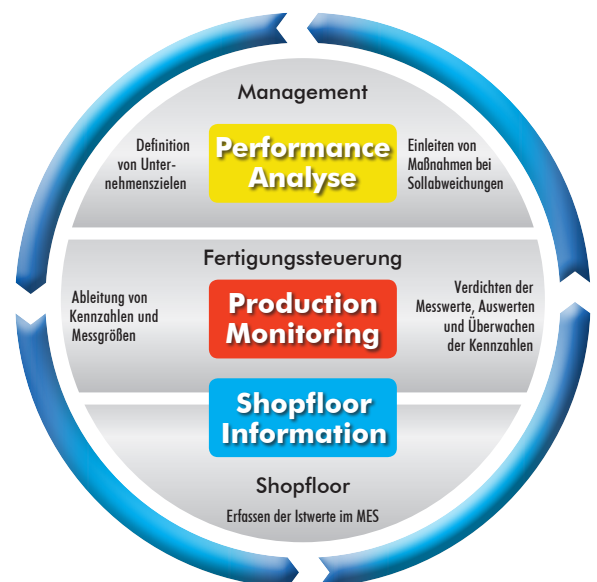 Management
Definition
von Unter-
nehmenszielen
Performance
Analyse
Einleiten von
Maßnahmen bei
Sollabweichungen
Fertigungssteuerung
Ableitung von
Kennzahlen und
Messgrößen
Production
Monitoring
Verdichten der
Messwerte, Auswerten
und Überwachen
der Kennzahlen
Shopfloor
Information
Shopfloor
Erfassen der Istwerte im MES